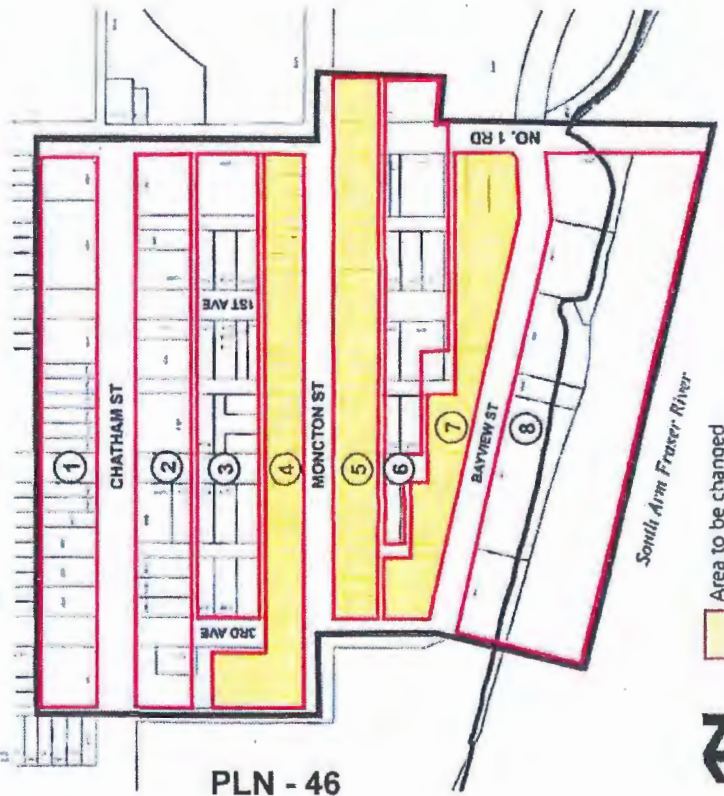 1
CHATHAM ST
2
3
1ST AVE
3RD AVE
4
MONCTON ST
5
6
NO. 1 RD
7
BAYVIEW ST
8
South Arm Fraser River
Area to be changed
PLN - 46